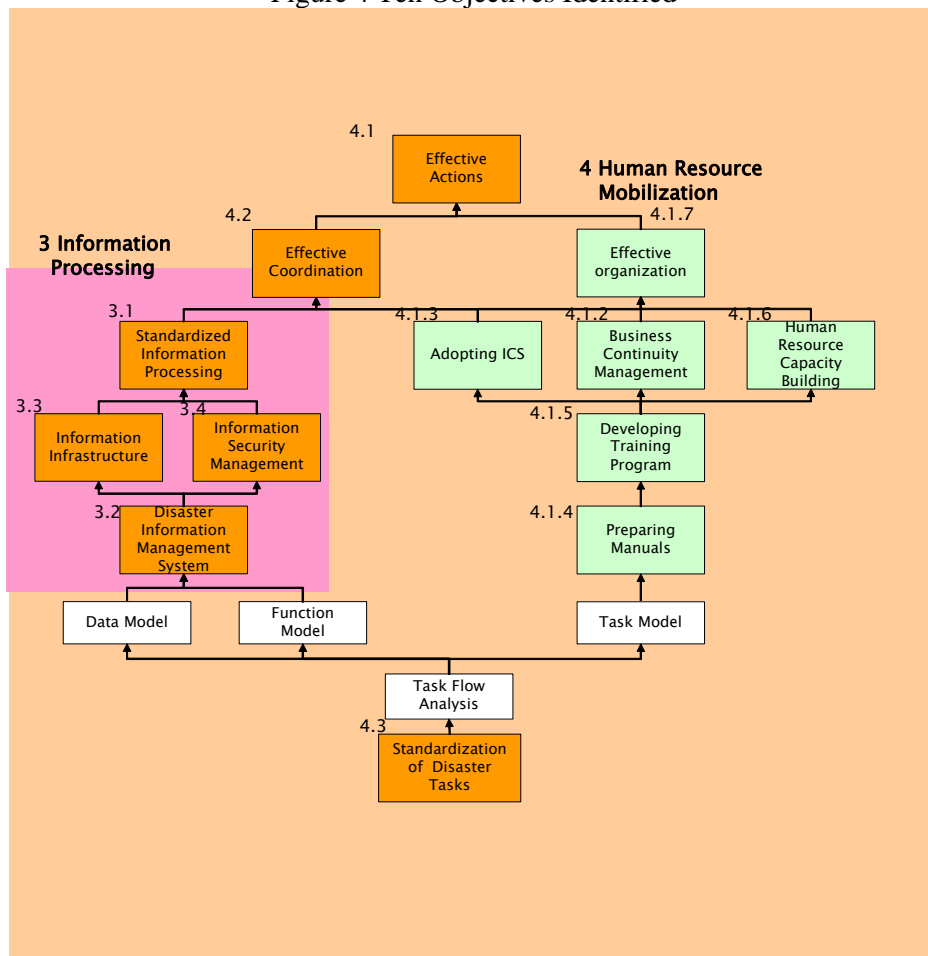 Figure 4 Ten Objectives Identified
4.1
Effective
Actions
4 Human Resource
Mobilization
4.2
4.1.7
3 Information
Processing
Effective
Coordination
Effective
organization
3.1
4.1.3
4.1.2
4.1.6
Standardized
Information
Processing
Adopting ICS
Business
Continuity
Management
Human
Resource
Capacity
Building
3.3
3.4
4.1.5
Information
Infrastructure
Information
Security
Management
Developing
Training
Program
3.2
4.1.4
Disaster
Information
Management
System
Preparing
Manuals
Data Model
Function
Model
Task Model
Task Flow
Analysis
4.3
Standardization
of Disaster
Tasks